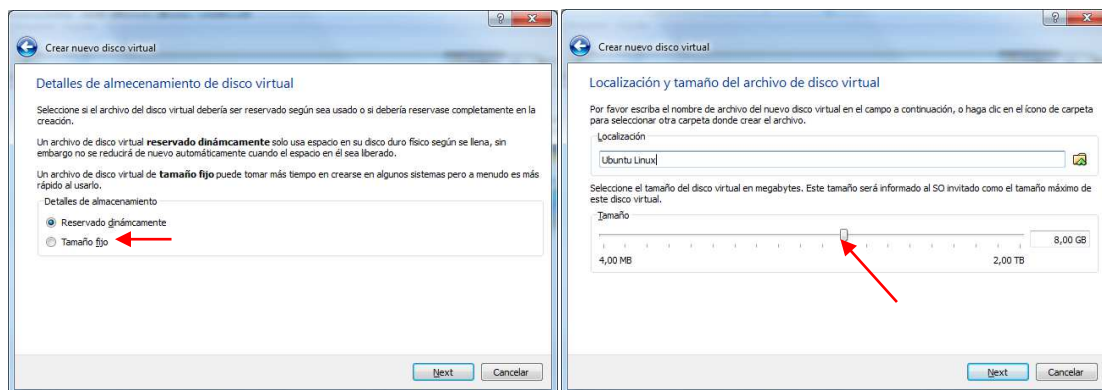 Crear nuevo disco virtual
Detalles de almecenamiento de disco virtual
Seleccione si el archivo del disco virtual debería ser reservado según sea usado o si debería reservase completamente en la
creación.
Un archivo de disco virtual reservado dinámcamente solo usa espacio en su disco duro físico según se llena, sin
embargo no se reducirá de nuevo automáticamente cuando el espacio en él sea liberado.
Un archivo de disco virtual de tamaño fijo puede tomar más tiempo en crearse en algunos sistemas pero a menudo es más
rápido al usarlo.
Detalles de almacenamiento
Reservado dinámcamente
Tamaño fijo
Next Cancelar
Crear nuevo disco virtual
Localización y tamaño del archivo de disco virtual
Por favor escriba el nombre de archivo del nuevo disco virtual en el campo a continuación, o haga clic en el ícono de carpeta
para seleccionar otra carpeta donde crear el archivo.
Localización
Ubuntu Linux
Seleccione el tamaño del disco virtual en megabytes. Este tamaño será informado al SO invitado como el tamaño máximo de
este disco virtual.
Tamaño
8,00 GB
4,00 MB 2,00 TB
Next Cancelar